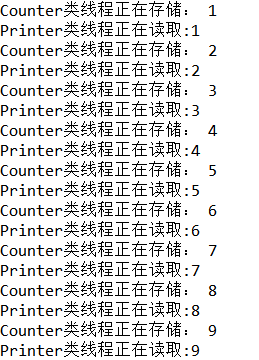 Counter类线程正在存储： 1
Printer类线程正在读取:1
Counter类线程正在存储： 2
Printer类线程正在读取:2
Counter类线程正在存储： 3
Printer类线程正在读取:3
Counter类线程正在存储： 4
Printer类线程正在读取:4
Counter类线程正在存储： 5
Printer类线程正在读取:5
Counter类线程正在存储： 6
Printer类线程正在读取:6
Counter类线程正在存储： 7
Printer类线程正在读取:7
Counter类线程正在存储： 8
Printer类线程正在读取:8
Counter类线程正在存储： 9
Printer类线程正在读取:9